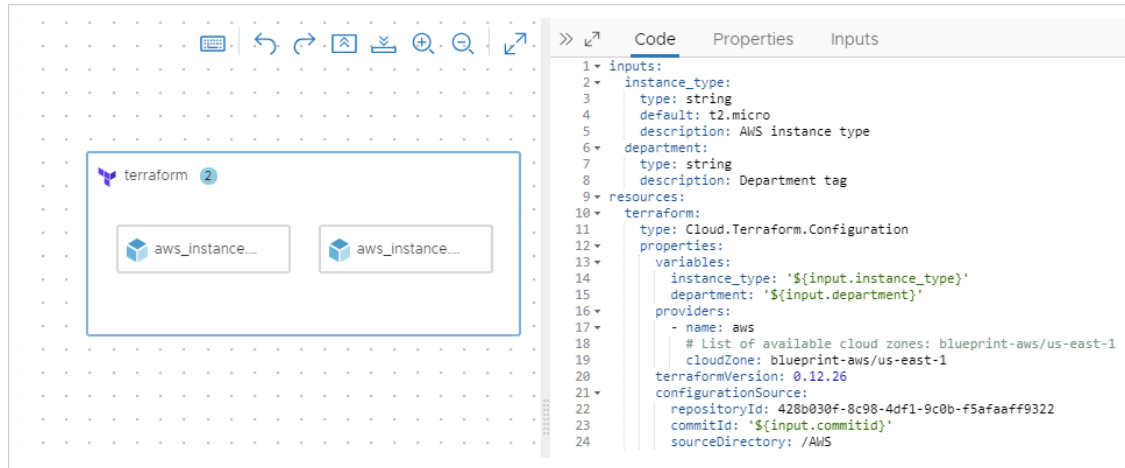 terraform 2
aws_instance....
aws_instance....
Code Properties Inputs
1 inputs:
2 instance_type:
3 type: string
4 default: t2.micro
5 description: AWS instance type
6 department:
7 type: string
8 description: Department tag
9 resources:
10 terraform:
11 type: Cloud.Terraform.Configuration
12 properties:
13 variables:
14 instance_type: '${input.instance_type}'
15 department: '${input.department}'
16 providers:
17 - name: aws
18 # List of available cloud zones: blueprint-aws/us-east-1
19 cloudZone: blueprint-aws/us-east-1
20 terraformVersion: 0.12.26
21 configurationSource:
22 repositoryId: 428b030f-8c98-4df1-9c0b-f5afaaff9322
23 commitId: '${input.commitid}'
24 sourceDirectory: /AWS